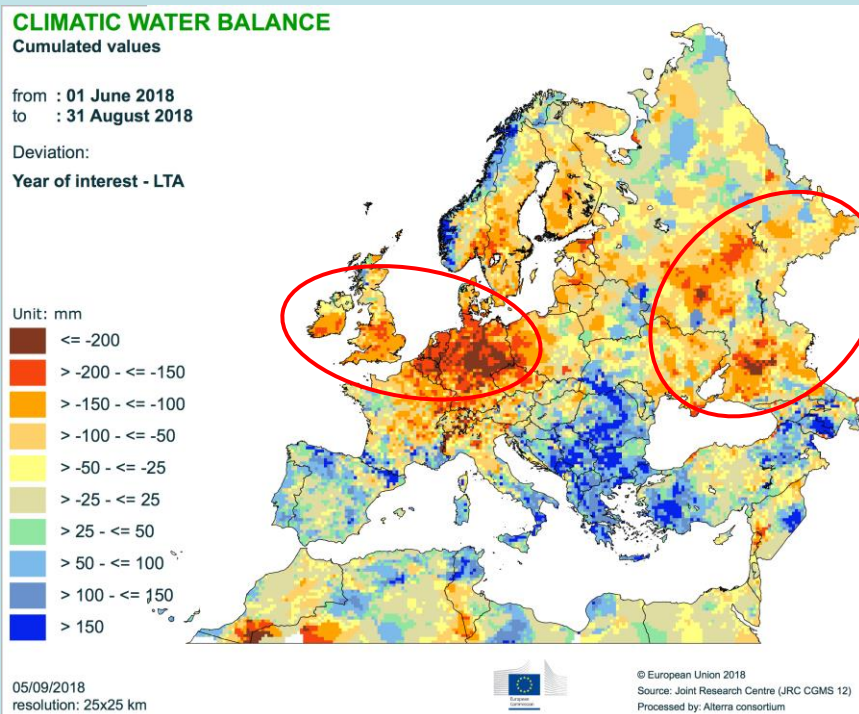 CLIMATIC WATER BALANCE
Cumulated values
from : 01 June 2018
to : 31 August 2018
Deviation:
Year of interest - LTA
Unit: mm
<= -200
> -200 - <= -150
> -150 - <= -100
> -100 - <= -50
> -50 - <= -25
> -25 - <= 25
> 25 - <= 50
> 50 - <= 100
> 100 - <= 150
> 150
05/09/2018
resolution: 25x25 km
European
Commission
© European Union 2018
Source: Joint Research Centre (JRC CGMS 12)
Processed by: Alterra consortium